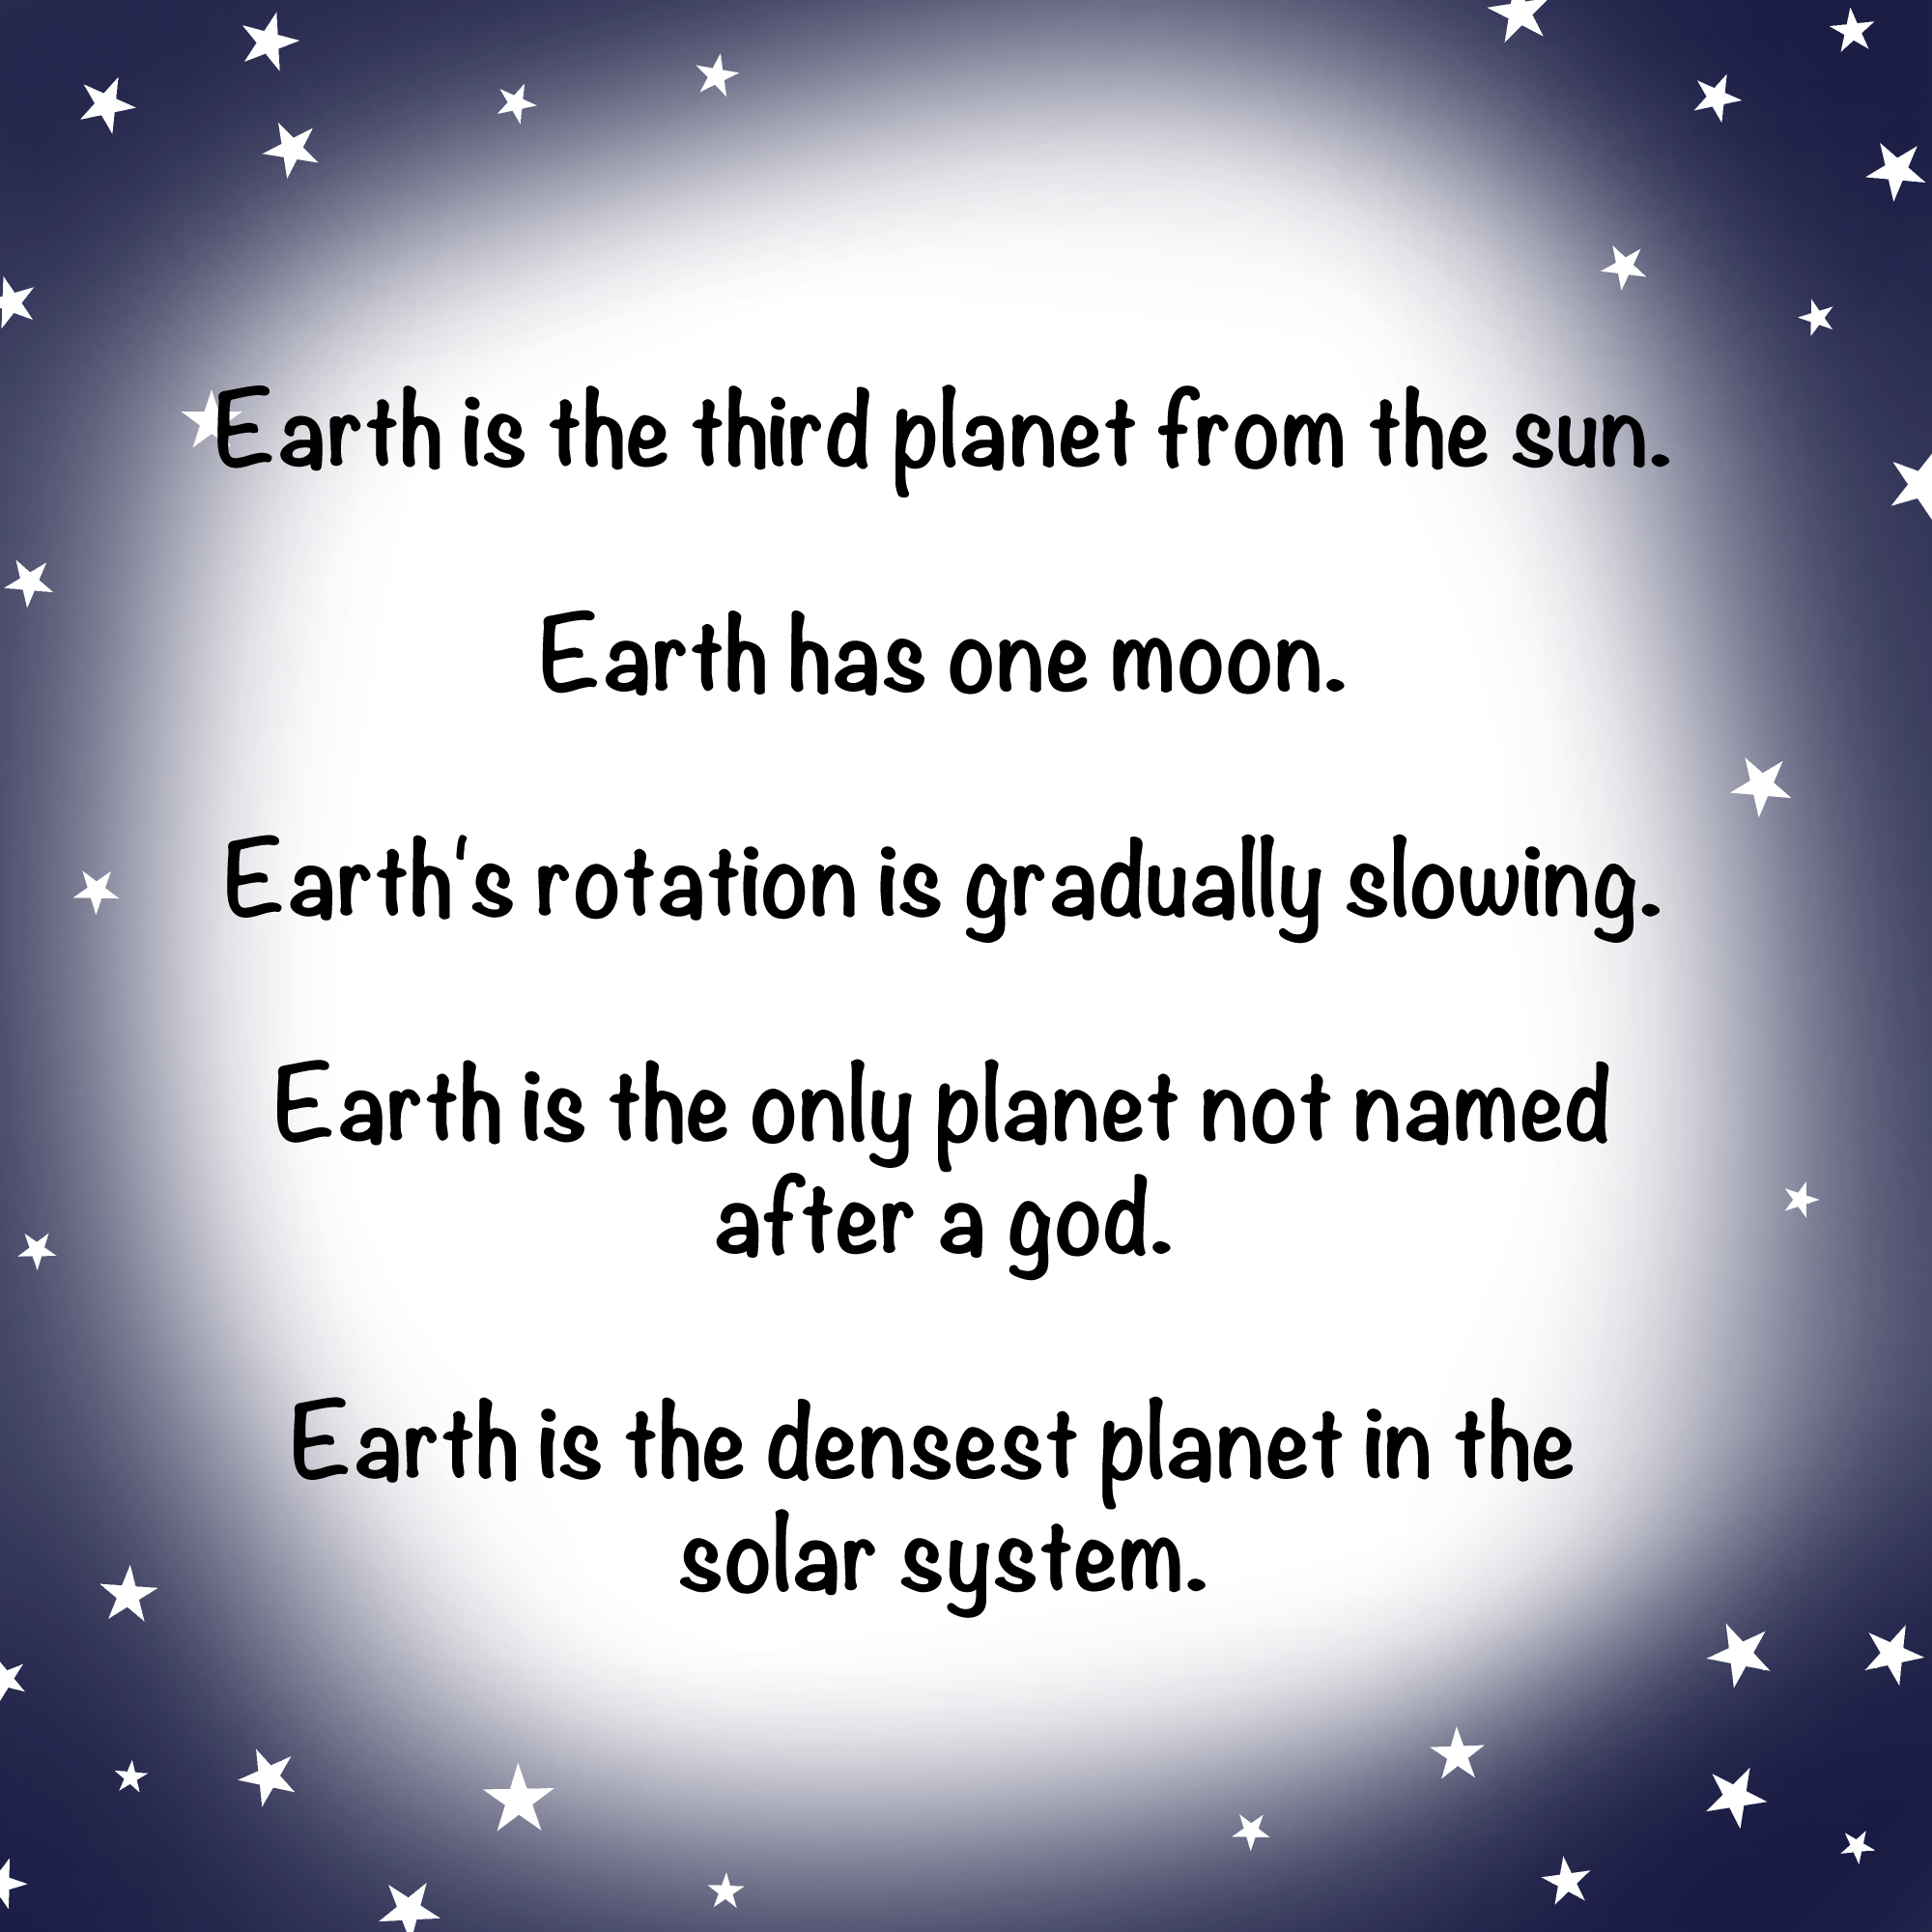 Earth is the third planet from the sun.
Earth has one moon.
Earth's rotation is gradually slowing.
Earth is the only planet not named
after a god.
Earth is the densest planet in the
solar system.